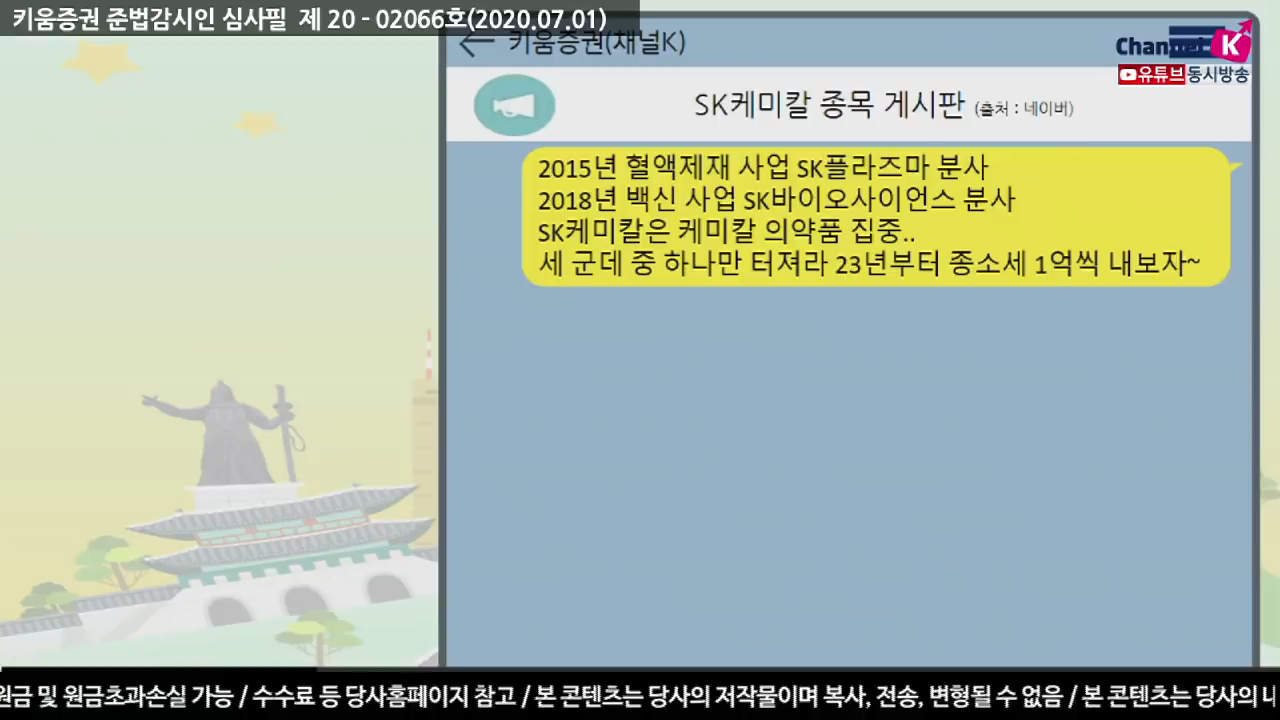 키움증권 준법감시인 심사필 제 20 - 02066호(2020.07.01)
키움증권(채널K)
Channel K
유튜브동시방송
SK케미칼 종목 게시판 (출처 : 네이버)
2015년 혈액제재 사업 SK플라즈마 분사
2018년 백신 사업 SK바이오사이언스 분사
SK케미칼은 케미칼 의약품 집중..
세 군데 중 하나만 터져라 23년부터 종소세 1억씩 내보자~
원금 및 원금초과손실 가능 / 수수료 등 당사홈페이지 참고 / 본 콘텐츠는 당사의 저작물이며 복사, 전송, 변형될 수 없음 / 본 콘텐츠는 당사의